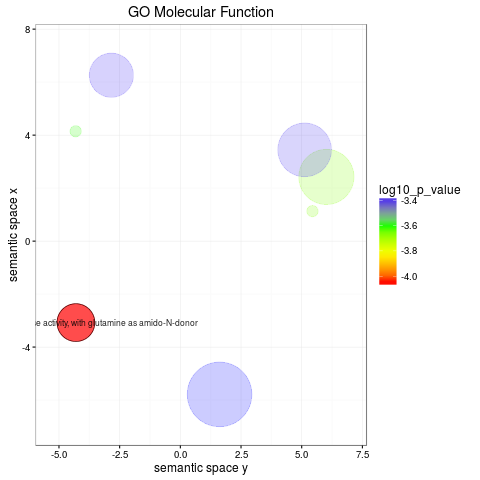 GO Molecular Function
8
4
0
-4
semantic space x
e activity, with glutamine as amido-N-donor
-5.0 -2.5 0.0 2.5 5.0 7.5
semantic space y
log10_p_value
-3.4
-3.6
-3.8
-4.0